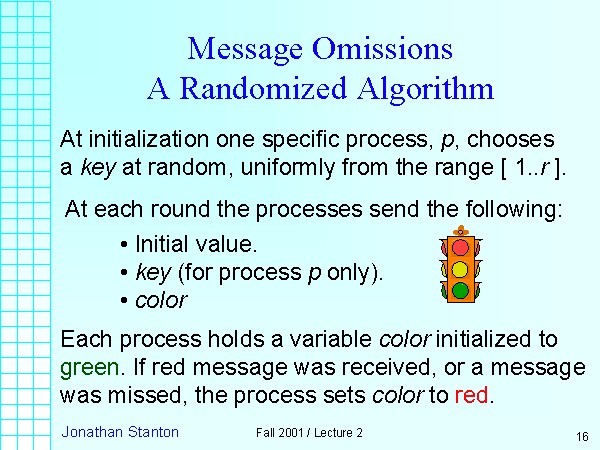 Message Omissions
A Randomized Algorithm
At initialization one specific process, p, chooses
a key at random, uniformly from the range [ 1..r ].
At each round the processes send the following:
• Initial value.
• key (for process p only).
• color
Each process holds a variable color initialized to
green. If red message was received, or a message
was missed, the process sets color to red.
Jonathan Stanton Fall 2001 / Lecture 2 16